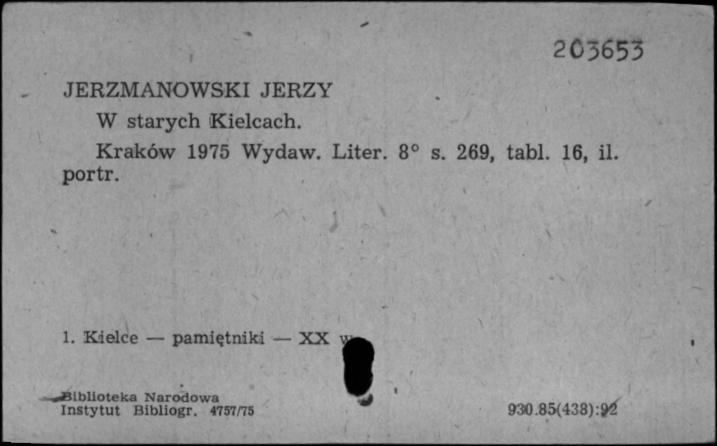 203653
JERZMANOWSKI JERZY
W starych Kielcach.
Kraków 1975 Wydaw. Liter. 8° s. 269, tabl. 16, il.
portr.
1. Kielce — pamiętniki — XX w
Biblioteka Narodowa
Instytut Bibliogr. 4757/75
930.85(438):92